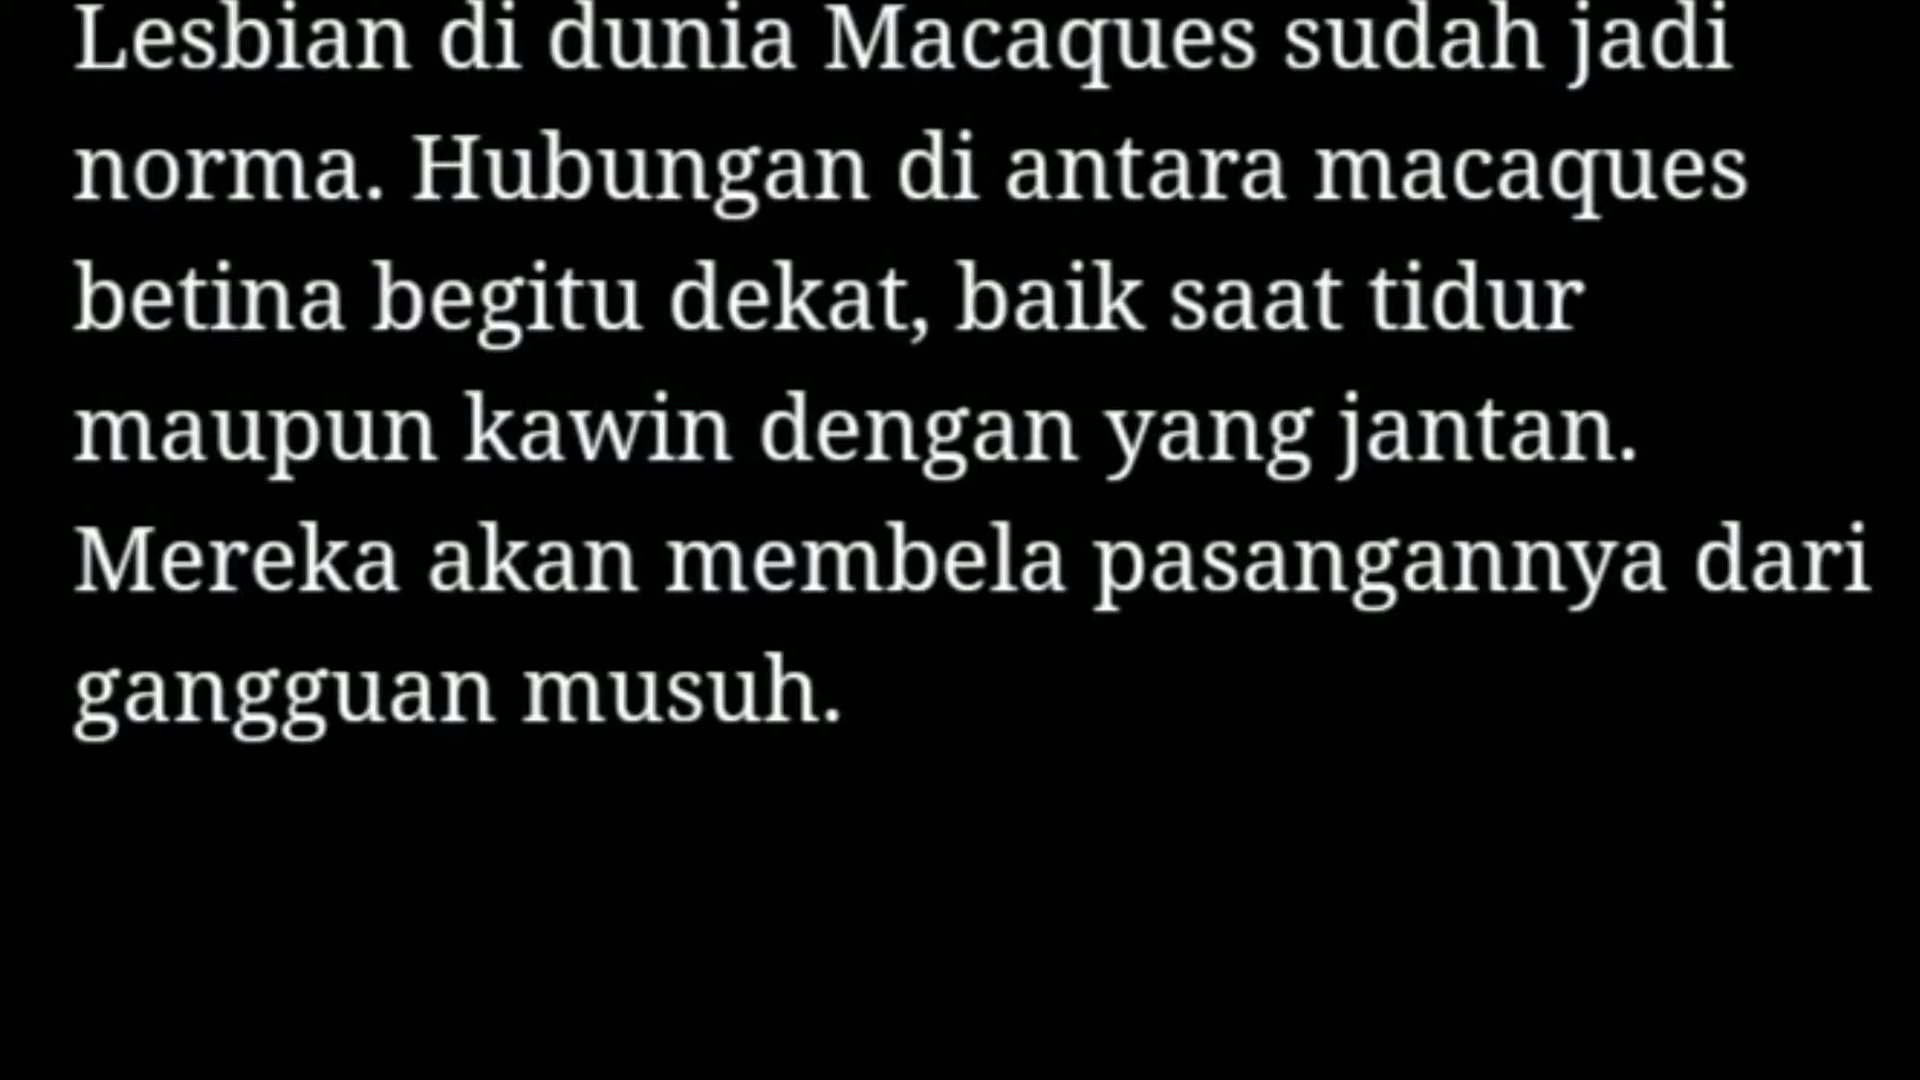 Lesbian di dunia Macaques sudah jadi
norma. Hubungan di antara macaques
betina begitu dekat, baik saat tidur
maupun kawin dengan yang jantan.
Mereka akan membela pasangannya dari
gangguan musuh.